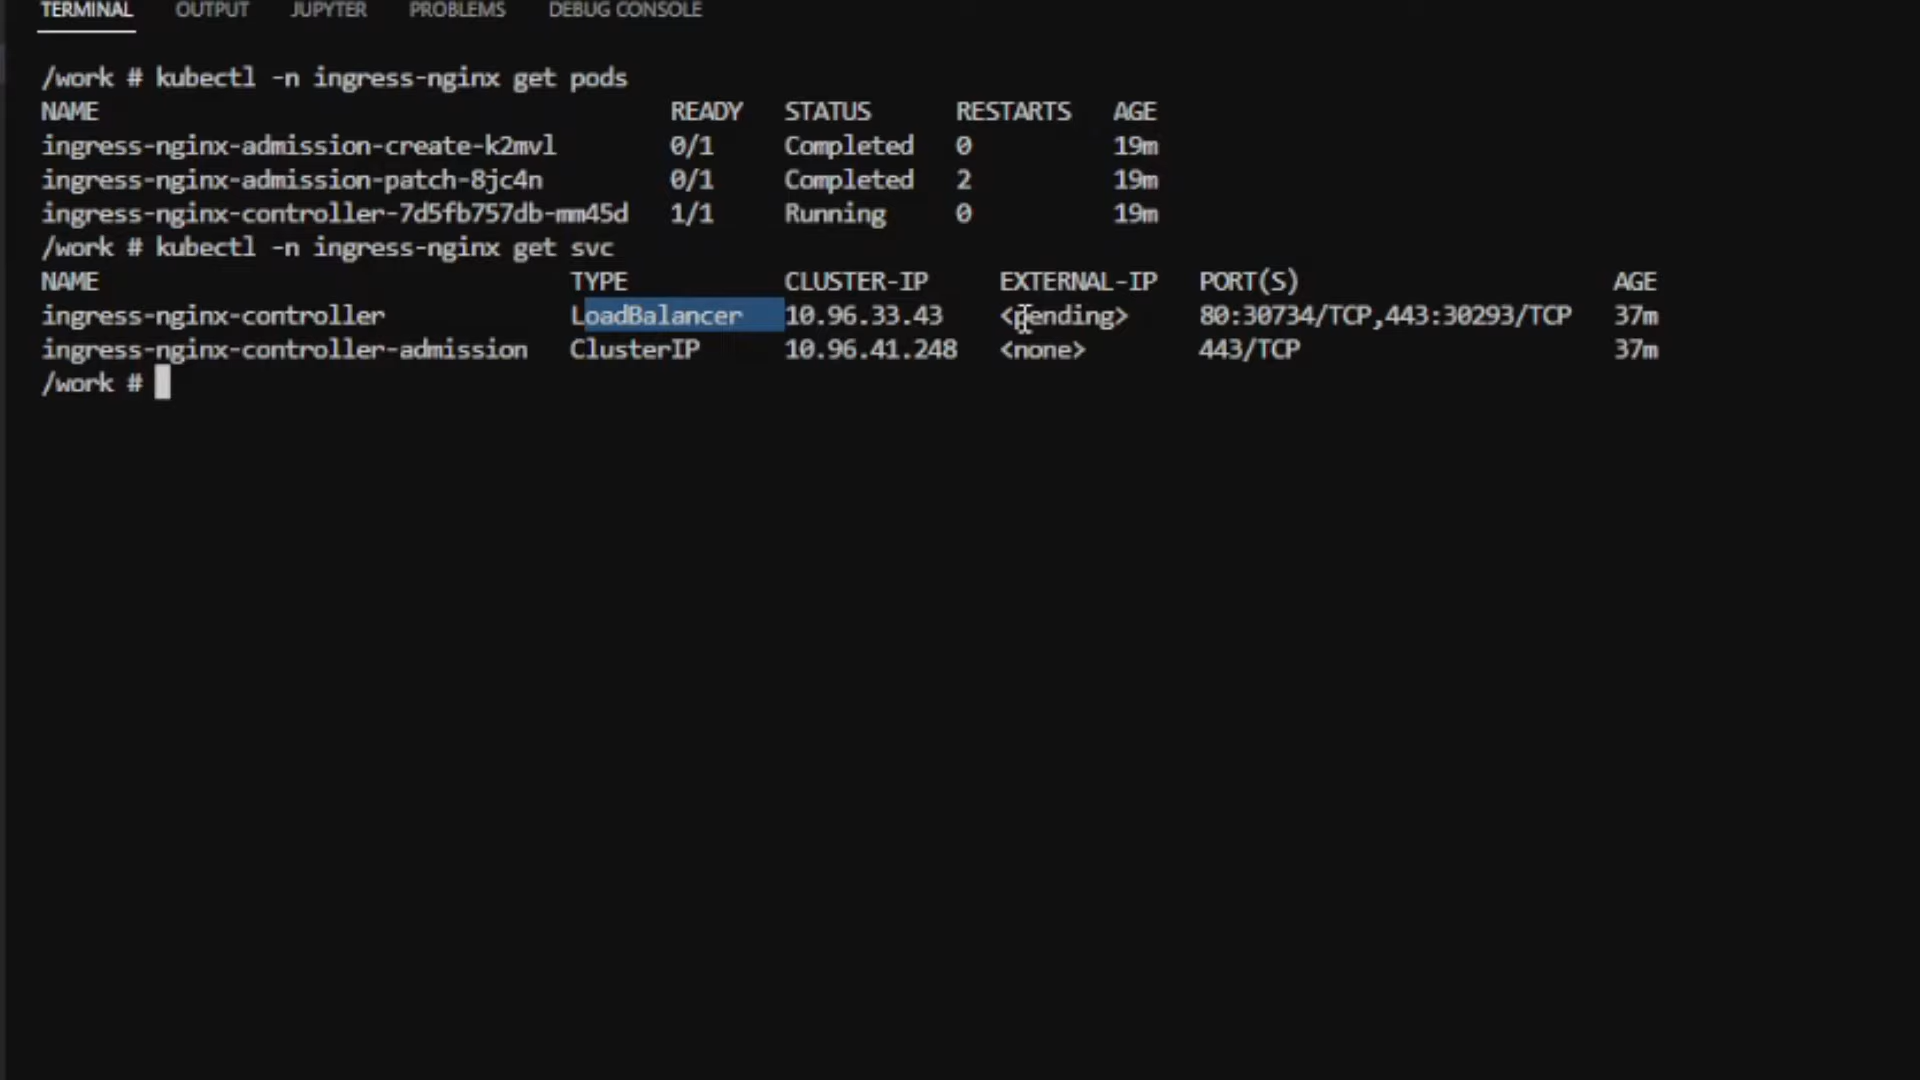 TERMINAL OUTPUT JUPYTER PROBLEMS DEBUG CONSOLE
/work # kubectl -n ingress-nginx get pods
NAME READY STATUS RESTARTS AGE
ingress-nginx-admission-create-k2mvl 0/1 Completed 0 19m
ingress-nginx-admission-patch-8jc4n 0/1 Completed 2 19m
ingress-nginx-controller-7d5fb757db-mm45d 1/1 Running 0 19m
/work # kubectl -n ingress-nginx get svc
NAME TYPE CLUSTER-IP EXTERNAL-IP PORT(S) AGE
ingress-nginx-controller LoadBalancer 10.96.33.43 <pending> 80:30734/TCP,443:30293/TCP 37m
ingress-nginx-controller-admission ClusterIP 10.96.41.248 <none> 443/TCP 37m
/work #